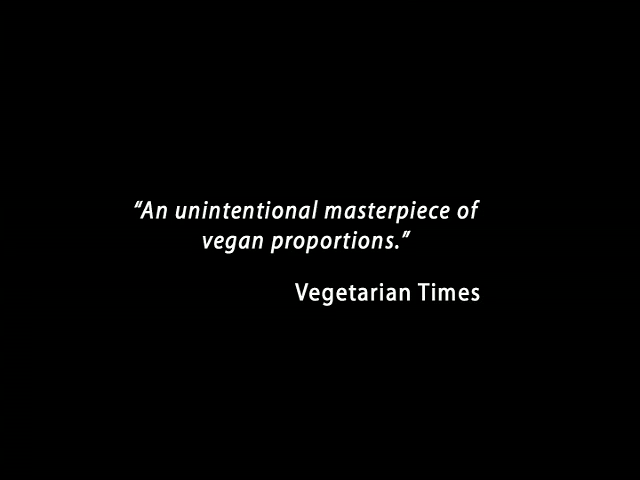 “An unintentional masterpiece of
vegan proportions.”
Vegetarian Times